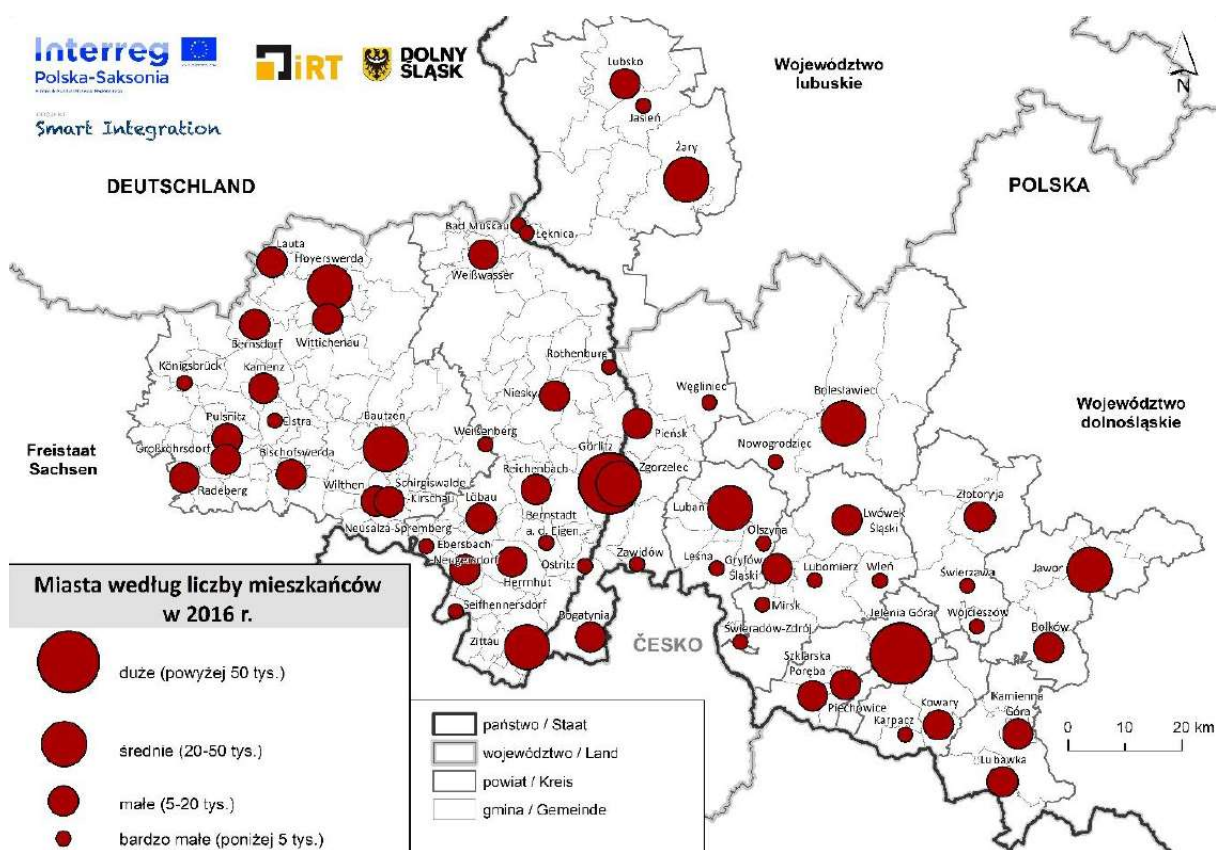 Interreg
Polska-Saksonia
Smart Integration
iRT
DOLNY
ŚLĄSK
DEUTSCHLAND
Województwo
lubuskie
N
POLSKA
Lubsko
Jasień
Żary
Bad Muskau
Łęknica
Weißwasser
Lauta
Hoyerswerda
Bernsdorf
Wittichenau
Königsbrück
Kamenz
Elstra
Pulsnitz
Großröhrsdorf
Radeberg
Bischofswerda
Bautzen
Wilthen
Schirgiswalde
-Kirschau
Neusalza-Spremberg
Rothenburg
Niesky
Weißenberg
Görlitz
Reichenbach
Löbau
Bernstadt
a. d. Eigen
Ebersbach
Neugersdorf
Herrnhut
Ostritz
Seifhennersdorf
Zittau
Freistaat
Sachsen
Węgliniec
Pieńsk
Zgorzelec
Bolesławiec
Nowogrodziec
Województwo
dolnośląskie
Lubań
Olszyna
Lwówek
Śląski
Złotoryja
Zawidów
Leśna
Gryfów
Śląski
Lubomierz
Wleń
Świerzawa
Jawor
Mirsk
Wojcieszów
Bogatynia
ČESKO
Świeradów-Zdrój
Jelenia Góra
Bolków
Szklarska
Poręba
Piechowice
Karpacz
Kowary
Kamienna
Góra
Lubawka
0 10 20 km
Miasta według liczby mieszkańców
w 2016 r.
duże (powyżej 50 tys.)
średnie (20-50 tys.)
małe (5-20 tys.)
bardzo małe (poniżej 5 tys.)
państwo / Staat
województwo / Land
powiat / Kreis
gmina / Gemeinde